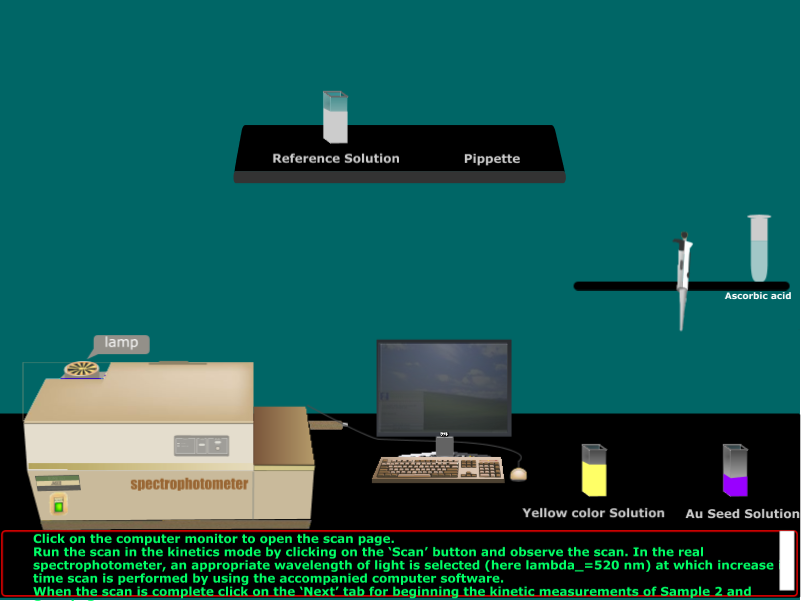 Reference Solution
Pippette
Ascorbic acid
lamp
spectrophotometer
Yellow color Solution
Au Seed Solution
Click on the computer monitor to open the scan page.
Run the scan in the kinetics mode by clicking on the ‘Scan’ button and observe the scan. In the real
spectrophotometer, an appropriate wavelength of light is selected (here lambda_=520 nm) at which increase
time scan is performed by using the accompanied computer software.
When the scan is complete click on the ‘Next’ tab for beginning the kinetic measurements of Sample 2 and